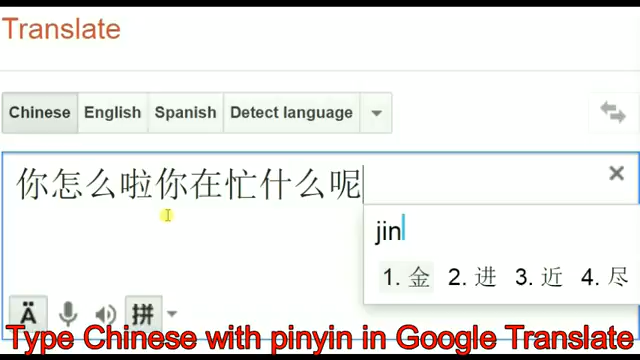 Translate
Chinese English Spanish Detect language
你怎么啦你在忙什么呢
jin
1. 金 2. 进 3. 近 4. 尽
Ä 拼
Type Chinese with pinyin in Google Translate